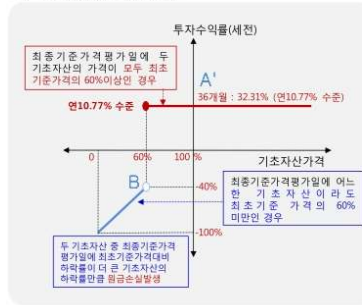 투자수익률(세전)
최종기준가격평가일에 두
기초자산의 가격이 모두 최초
기준가격의 60%이상인 경우
A'
36개월 : 32.31% (연10.77% 수준)
연10.77% 수준
0
60%
100 %
기초자산가격
B
-40%
최종기준가격평가일에 어느
한 기초자산이라도
최초기준 가격의 60%
미만인 경우
-100%
두 기초자산 중 최종기준가격
평가일에 최초기준가격대비
하락률이 더 큰 기초자산의
하락률만큼 원금손실발생